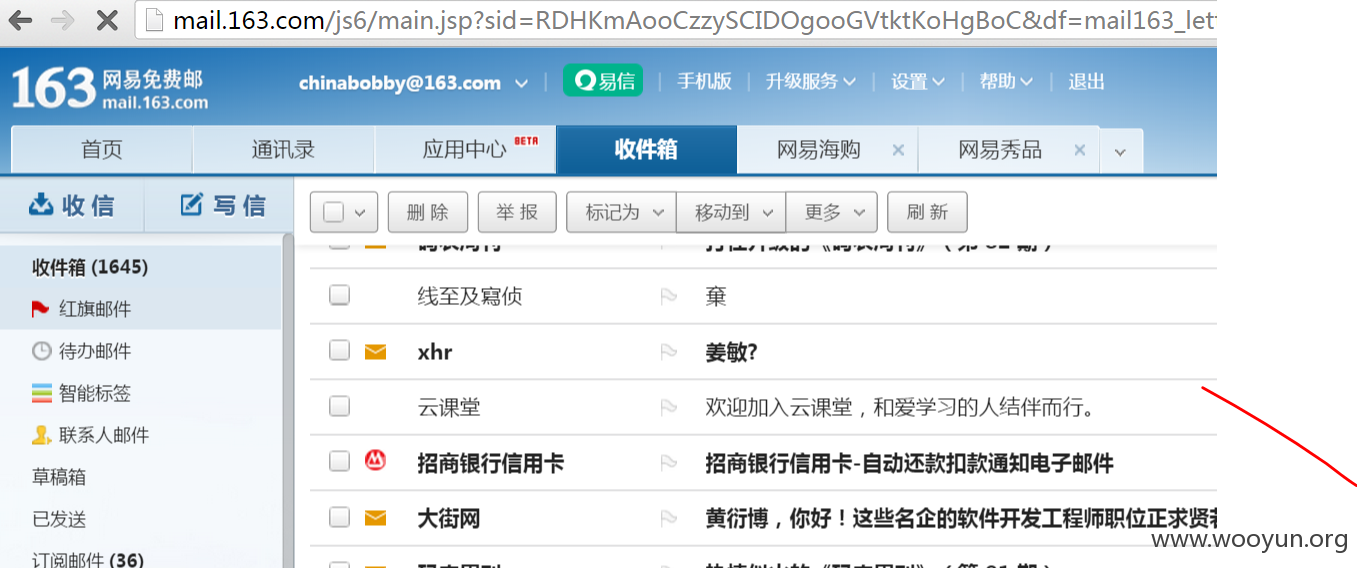 mail.163.com/js6/main.jsp?sid=RDHKmAooCzzySCIDOgooGVtktKoHgBoC&df=mail163_lett
163 网易免费邮 mail.163.com
chinabobby@163.com 易信 手机版 升级服务 设置 帮助 退出
首页 通讯录 应用中心 BETA 收件箱 网易海购 × 网易秀品 ×
收信 写信 删 除 举 报 标记为 移动到 更多 刷 新
收件箱 (1645)
红旗邮件
待办邮件
智能标签
联系人邮件
草稿箱
已发送
订阅邮件 (36)
线至及寫侦 棄
xhr 姜敏?
云课堂 欢迎加入云课堂，和爱学习的人结伴而行。
招商银行信用卡 招商银行信用卡-自动还款扣款通知电子邮件
大街网 黄衍博，你好！这些名企的软件开发工程师职位正求贤
www.wooyun.org